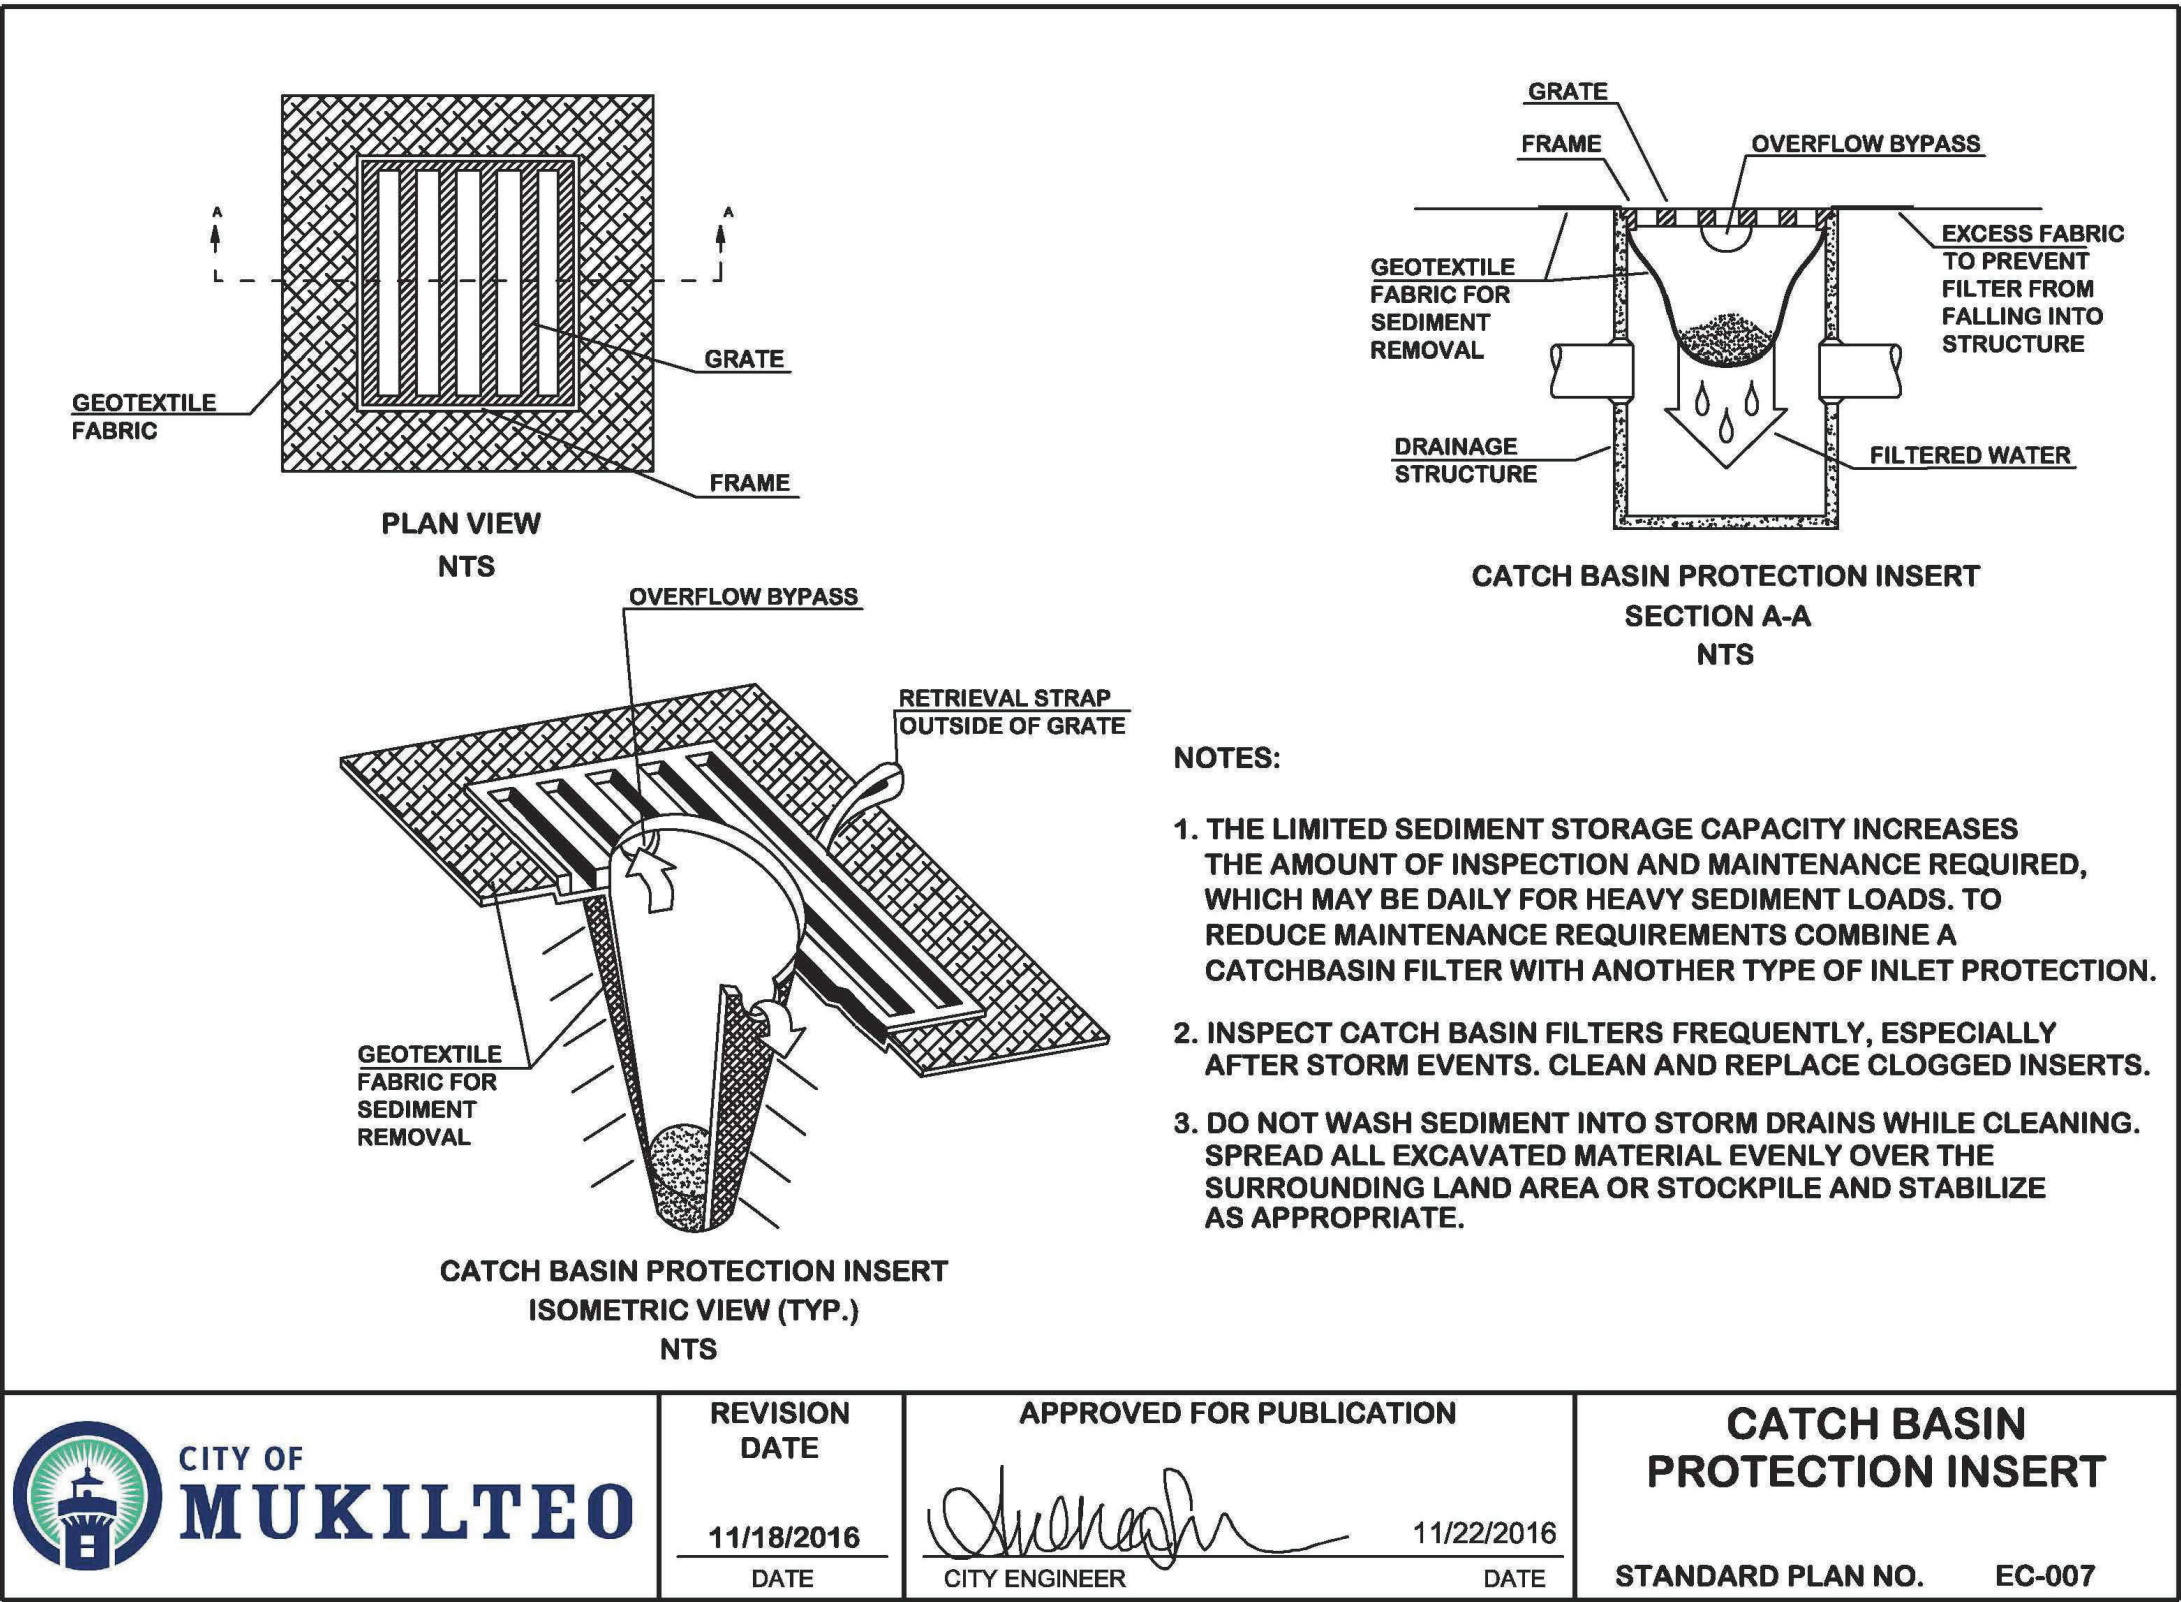 A
A
GRATE
GEOTEXTILE
FABRIC
FRAME
PLAN VIEW
NTS
GRATE
FRAME
OVERFLOW BYPASS
GEOTEXTILE
FABRIC FOR
SEDIMENT
REMOVAL
EXCESS FABRIC
TO PREVENT
FILTER FROM
FALLING INTO
STRUCTURE
DRAINAGE
STRUCTURE
FILTERED WATER
CATCH BASIN PROTECTION INSERT
SECTION A-A
NTS
OVERFLOW BYPASS
RETRIEVAL STRAP
OUTSIDE OF GRATE
GEOTEXTILE
FABRIC FOR
SEDIMENT
REMOVAL
CATCH BASIN PROTECTION INSERT
ISOMETRIC VIEW (TYP.)
NTS
NOTES:
1. THE LIMITED SEDIMENT STORAGE CAPACITY INCREASES
THE AMOUNT OF INSPECTION AND MAINTENANCE REQUIRED,
WHICH MAY BE DAILY FOR HEAVY SEDIMENT LOADS. TO
REDUCE MAINTENANCE REQUIREMENTS COMBINE A
CATCHBASIN FILTER WITH ANOTHER TYPE OF INLET PROTECTION.
2. INSPECT CATCH BASIN FILTERS FREQUENTLY, ESPECIALLY
AFTER STORM EVENTS. CLEAN AND REPLACE CLOGGED INSERTS.
3. DO NOT WASH SEDIMENT INTO STORM DRAINS WHILE CLEANING.
SPREAD ALL EXCAVATED MATERIAL EVENLY OVER THE
SURROUNDING LAND AREA OR STOCKPILE AND STABILIZE
AS APPROPRIATE.
CITY OF
MUKILTEO
REVISION
DATE
11/18/2016
DATE
APPROVED FOR PUBLICATION
11/22/2016
CITY ENGINEER DATE
CATCH BASIN
PROTECTION INSERT
STANDARD PLAN NO. EC-007